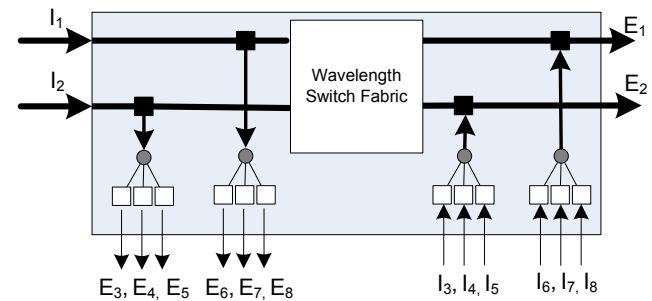 I₁
E₁
I₂
E₂
Wavelength
Switch Fabric
E₃, E₄, E₅
E₆, E₇, E₈
I₃, I₄, I₅
I₆, I₇, I₈